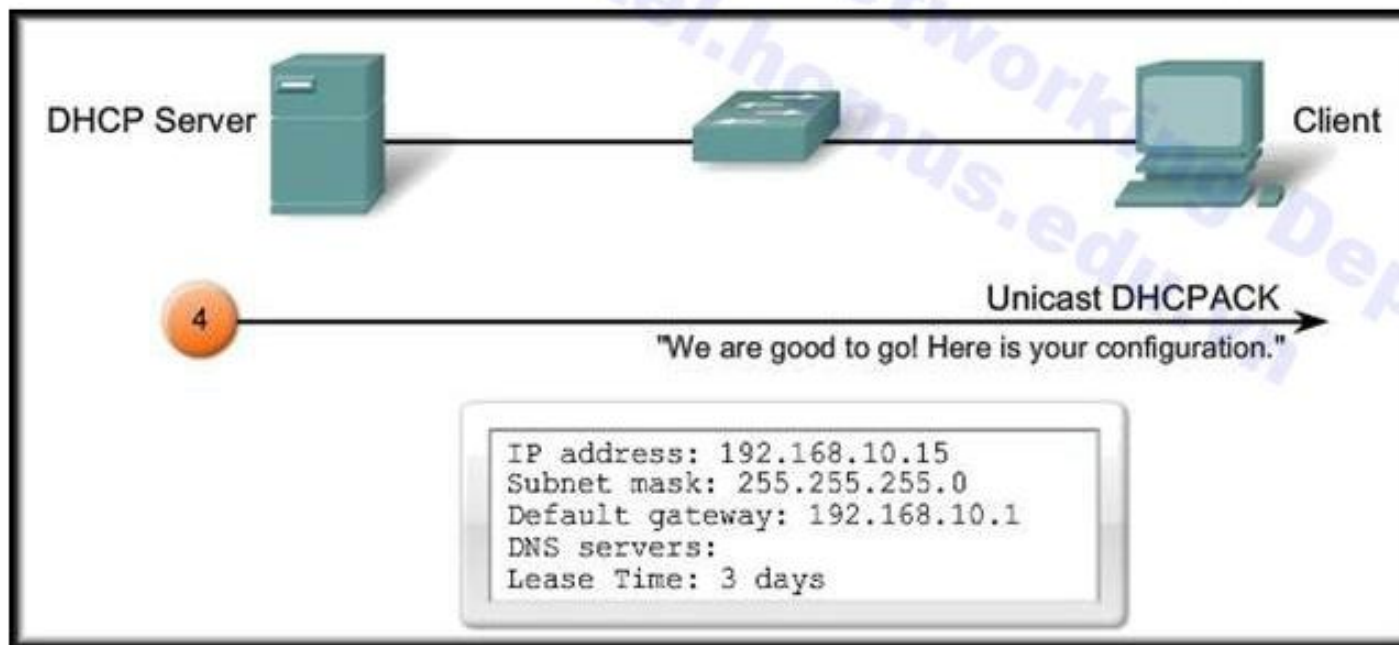 DHCP Server
Client
4
Unicast DHCPACK
"We are good to go! Here is your configuration."
IP address: 192.168.10.15
Subnet mask: 255.255.255.0
Default gateway: 192.168.10.1
DNS servers:
Lease Time: 3 days